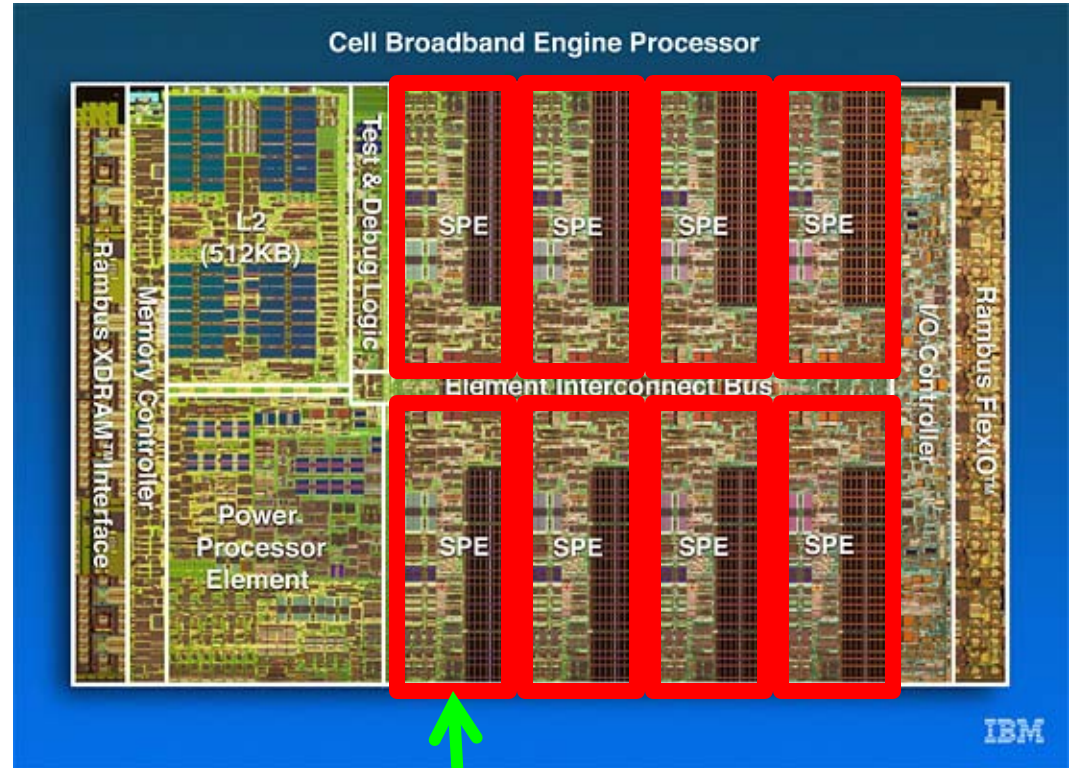 Cell Broadband Engine Processor
Rambus XDRAM™ Interface
Memory Controller
L2
(512KB)
Test & Debug Logic
SPE
SPE
SPE
SPE
I/O Controller
Rambus FlexIO™
Element Interconnect Bus
Power
Processor
Element
SPE
SPE
SPE
SPE
IBM